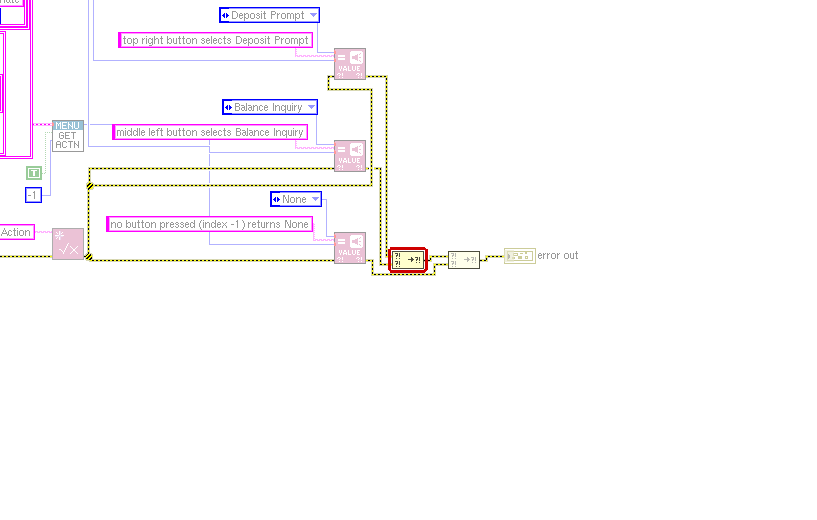 Deposit Prompt
top right button selects Deposit Prompt
=
VALUE
?! ?!
Balance Inquiry
MENU
GET
ACTN
middle left button selects Balance Inquiry
=
VALUE
?! ?!
T
-1
None
no button pressed (index -1) returns None
Action
=
VALUE
?! ?!
?!
?!
?!
?!
?!
?!
error out